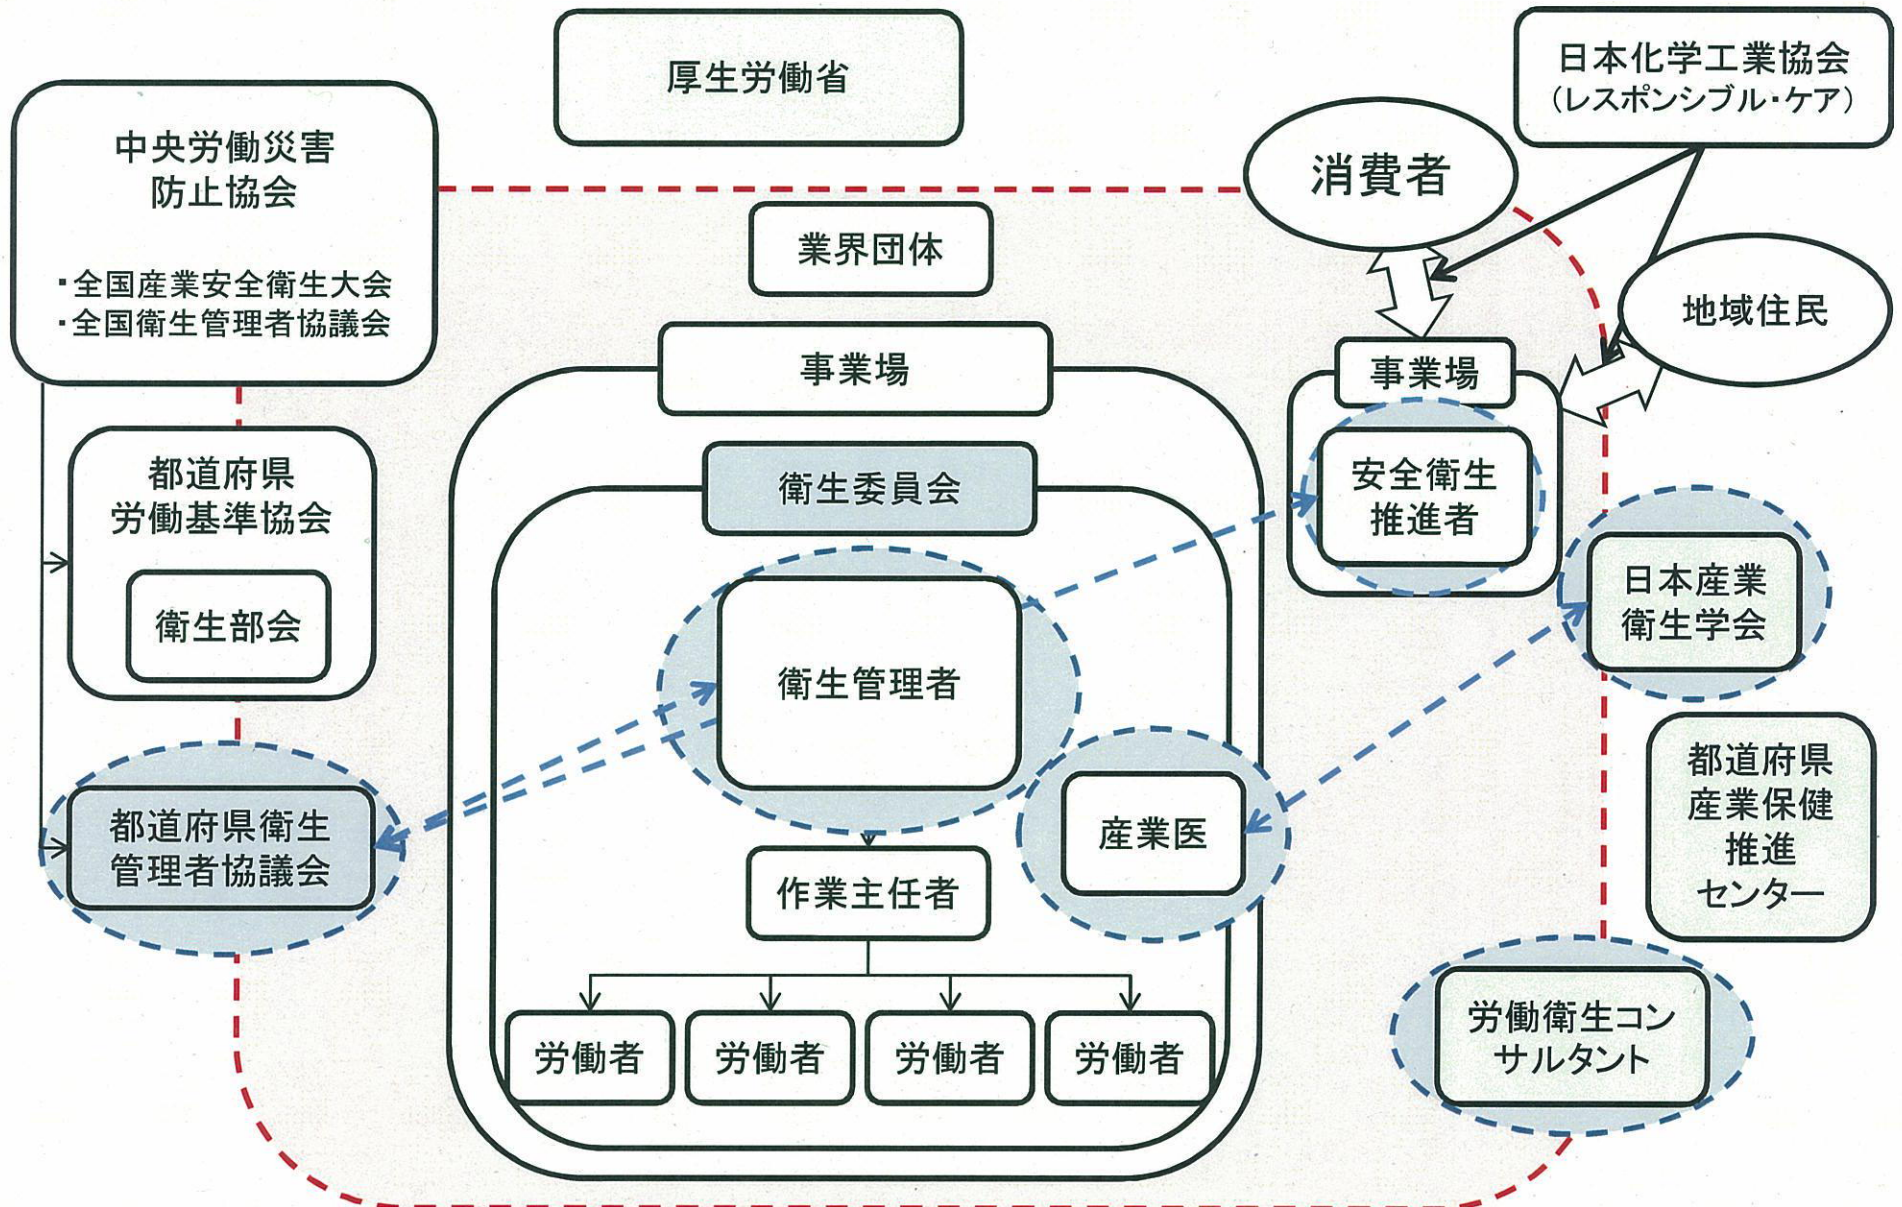 厚生労働省
日本化学工業協会
（レスポンシブル・ケア）
中央労働災害
防止協会
・全国産業安全衛生大会
・全国衛生管理者協議会
消費者
業界団体
地域住民
事業場
事業場
都道府県
労働基準協会
衛生部会
衛生委員会
安全衛生
推進者
日本産業
衛生学会
衛生管理者
都道府県
産業保健
推進
センター
都道府県衛生
管理者協議会
産業医
作業主任者
労働衛生コン
サルタント
労働者
労働者
労働者
労働者